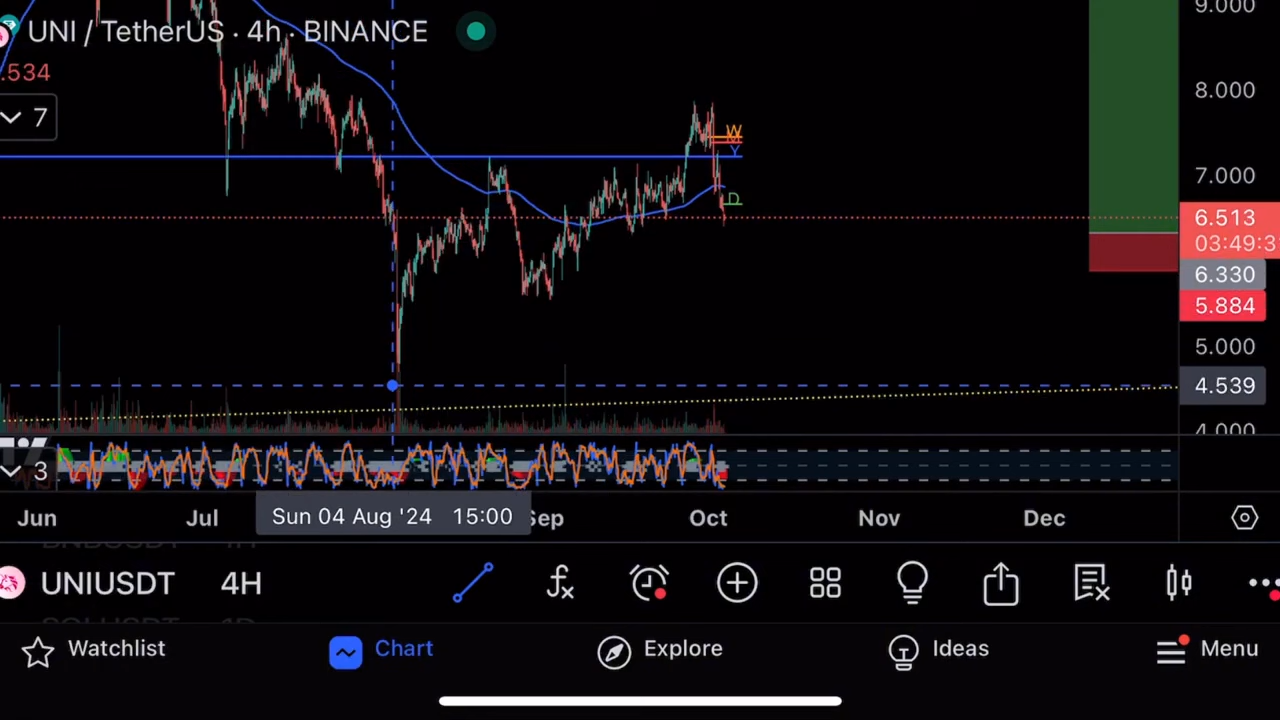 9.000
UNI / TetherUS · 4h · BINANCE
.534
8.000
7
W
Y
7.000
D
6.513
03:49:3
6.330
5.884
5.000
4.539
4.000
3
Jun Jul Sun 04 Aug '24 15:00 Sep Oct Nov Dec
UNIUSDT 4H
Watchlist Chart Explore Ideas Menu